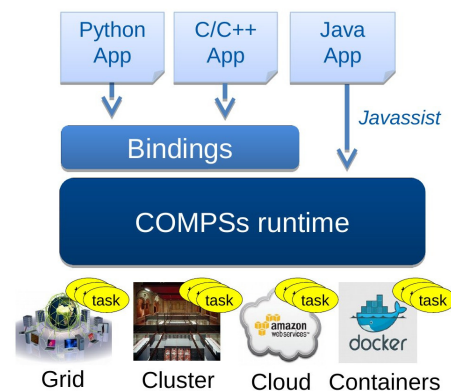 Python C/C++ Java
App App App
Javassist
Bindings
COMPSs runtime
task task task task
amazon
webservices™
docker
Grid Cluster Cloud Containers